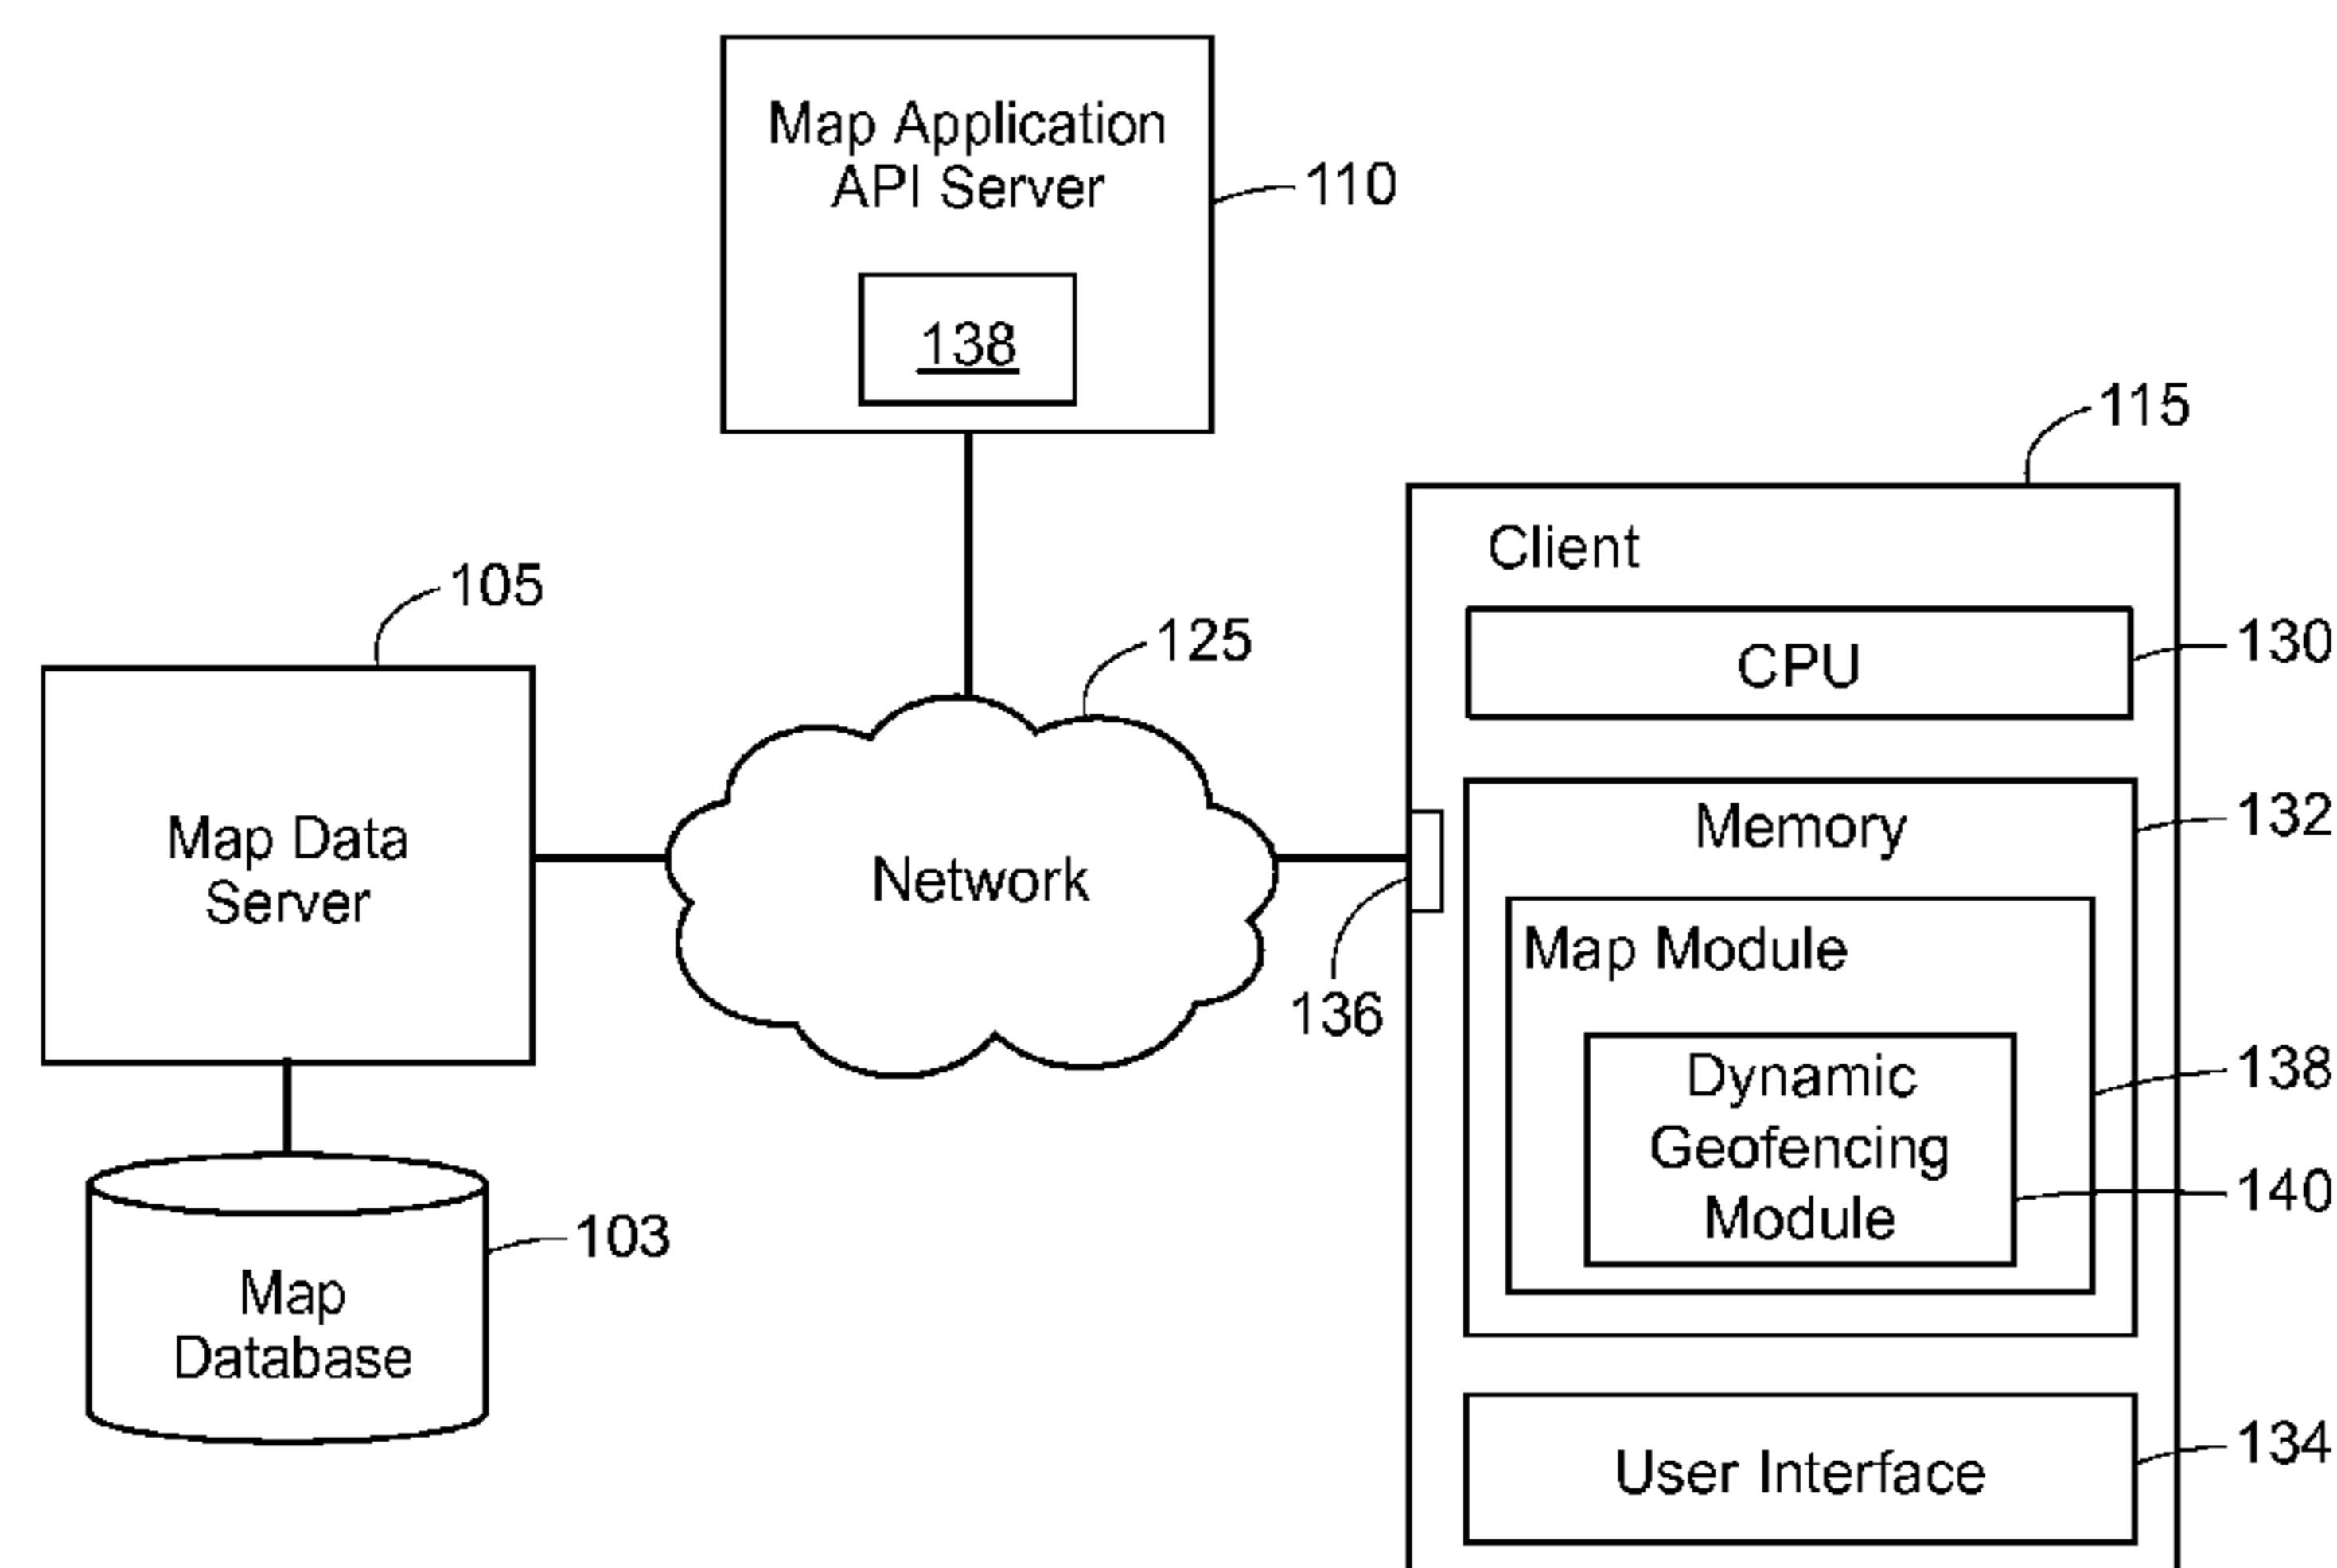 Map Application
API Server
110
138
115
Client
105
125
CPU
130
Map Data
Server
Network
Memory
132
Map Module
136
Dynamic
Geofencing
Module
138
140
103
Map
Database
User Interface
134